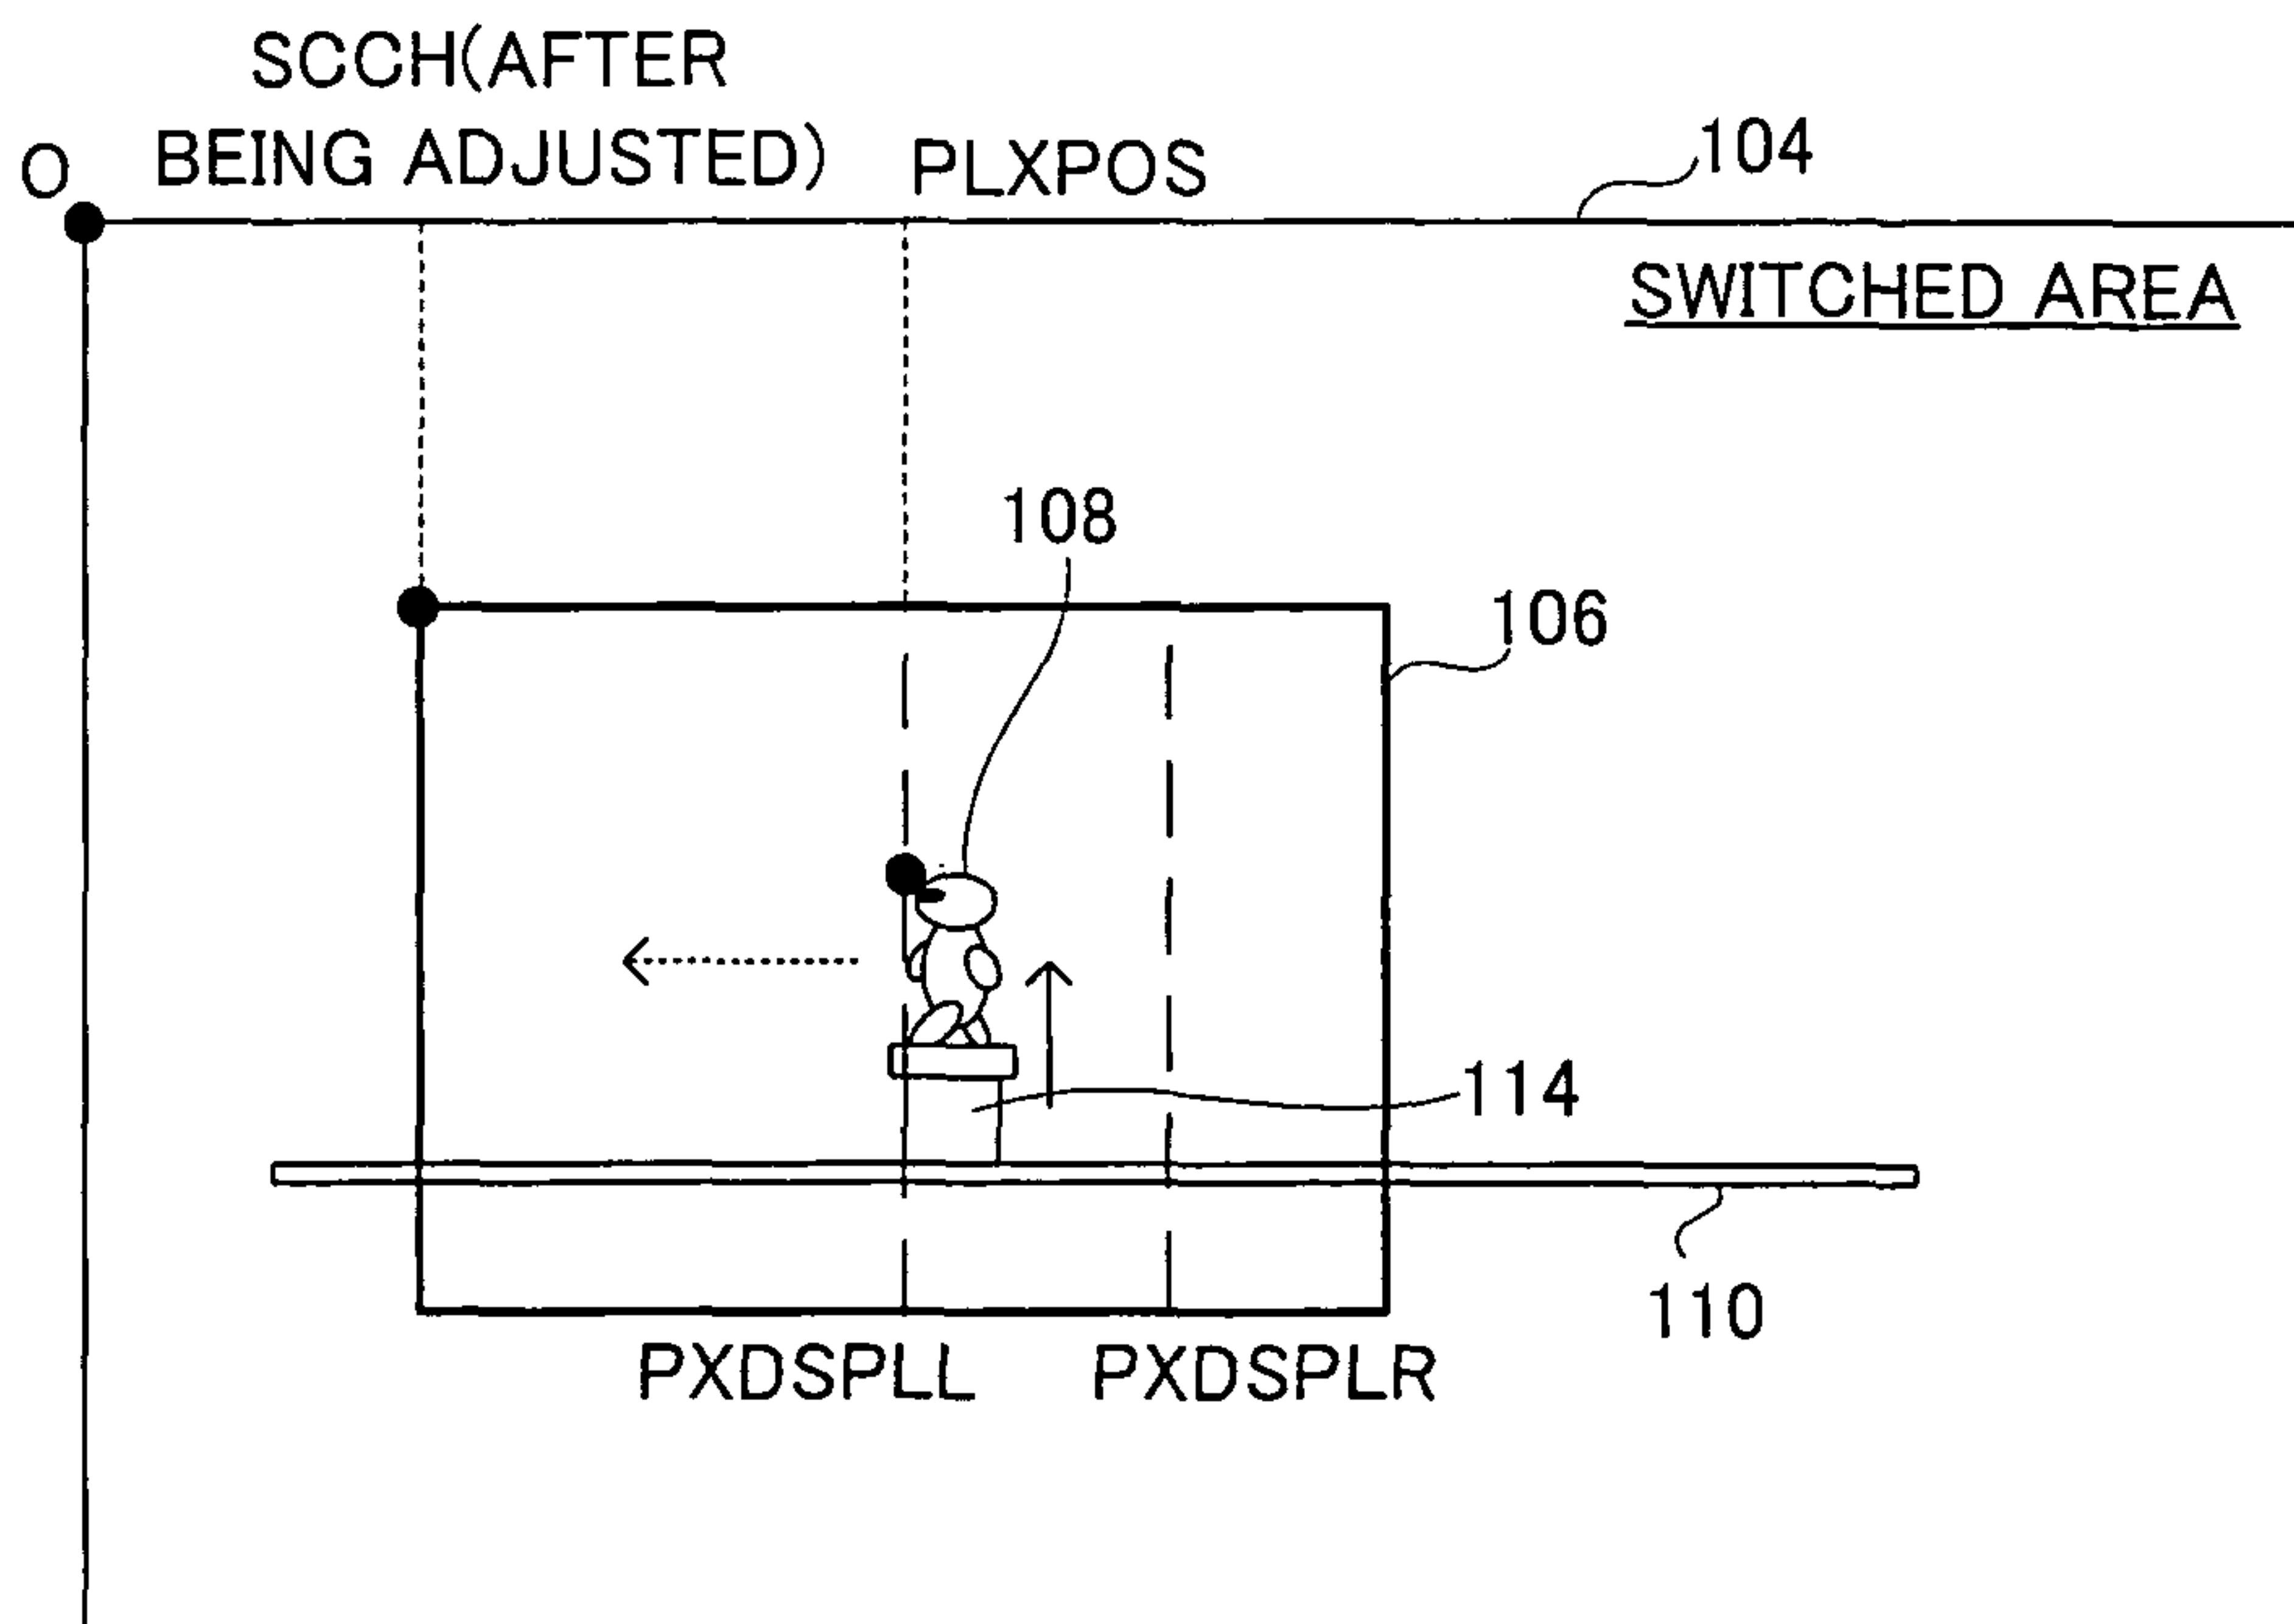 SCCH(AFTER
BEING ADJUSTED)
O
PLXPOS
104
SWITCHED AREA
108
106
114
110
PXDSPLL
PXDSPLR